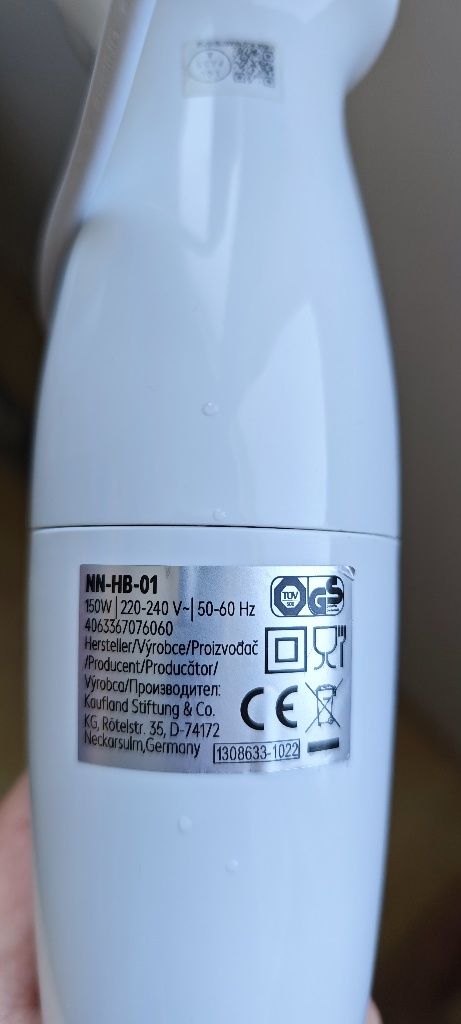 NN-HB-01
150W | 220-240 V~ | 50-60 Hz
4063367076060
Hersteller/Výrobce/Proizvođač
/Producent/Producător/
Výrobca/Производител:
Kaufland Stiftung & Co.
KG, Rötelstr. 35, D-74172
Neckarsulm,Germany
1308633-1022
TÜV
SÜD
GS
CE